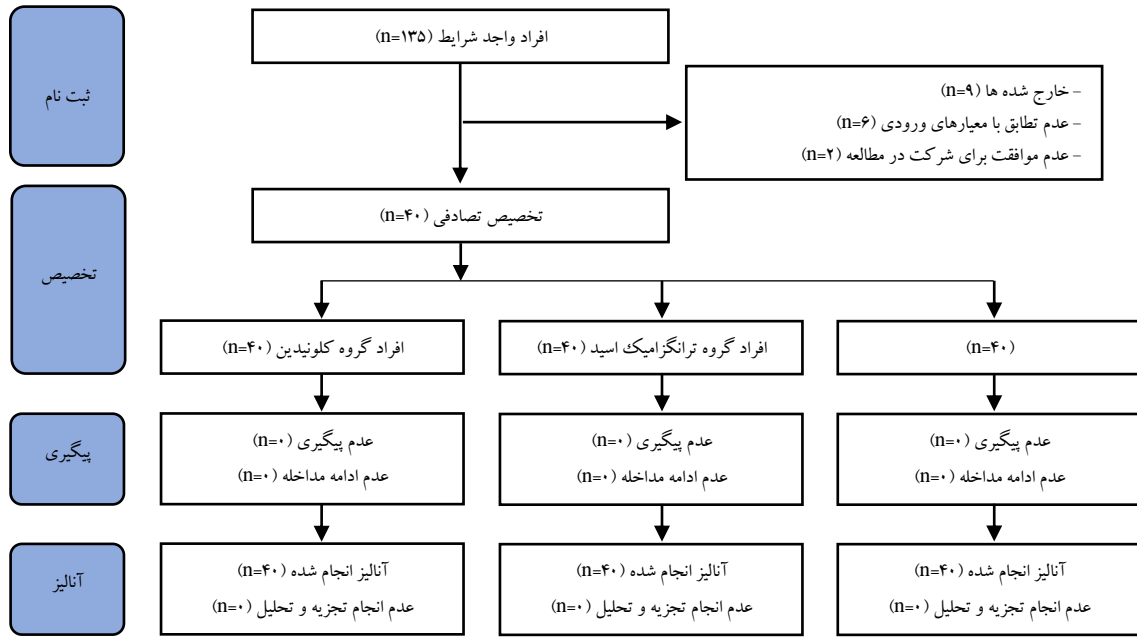 ثبت نام
افراد واجد شرایط (n=۱۳۵)
- خارج شده ها (n=۹)
- عدم تطابق با معیارهای ورودی (n=۶)
- عدم موافقت برای شرکت در مطالعه (n=۲)
تخصیص
تخصیص تصادفی (n=۴۰)
(n=۴۰)
افراد گروه ترانگزامیک اسید (n=۴۰)
افراد گروه کلونیدین (n=۴۰)
پیگیری
عدم پیگیری (n=۰)
عدم ادامه مداخله (n=۰)
عدم پیگیری (n=۰)
عدم ادامه مداخله (n=۰)
عدم پیگیری (n=۰)
عدم ادامه مداخله (n=۰)
آنالیز
آنالیز انجام شده (n=۴۰)
عدم انجام تجزیه و تحلیل (n=۰)
آنالیز انجام شده (n=۴۰)
عدم انجام تجزیه و تحلیل (n=۰)
آنالیز انجام شده (n=۴۰)
عدم انجام تجزیه و تحلیل (n=۰)